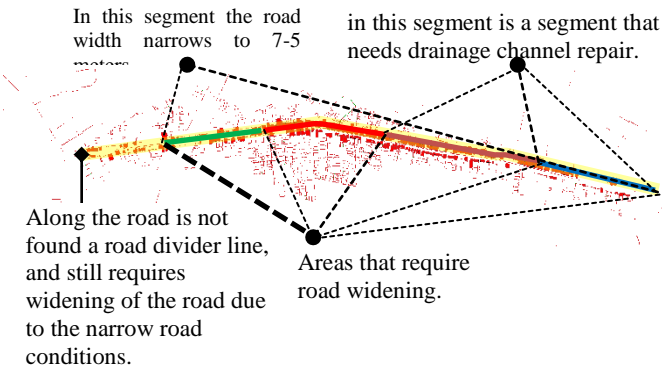 In this segment the road
width narrows to 7-5
meters
in this segment is a segment that
needs drainage channel repair.
Along the road is not
found a road divider line,
and still requires
widening of the road due
to the narrow road
conditions.
Areas that require
road widening.